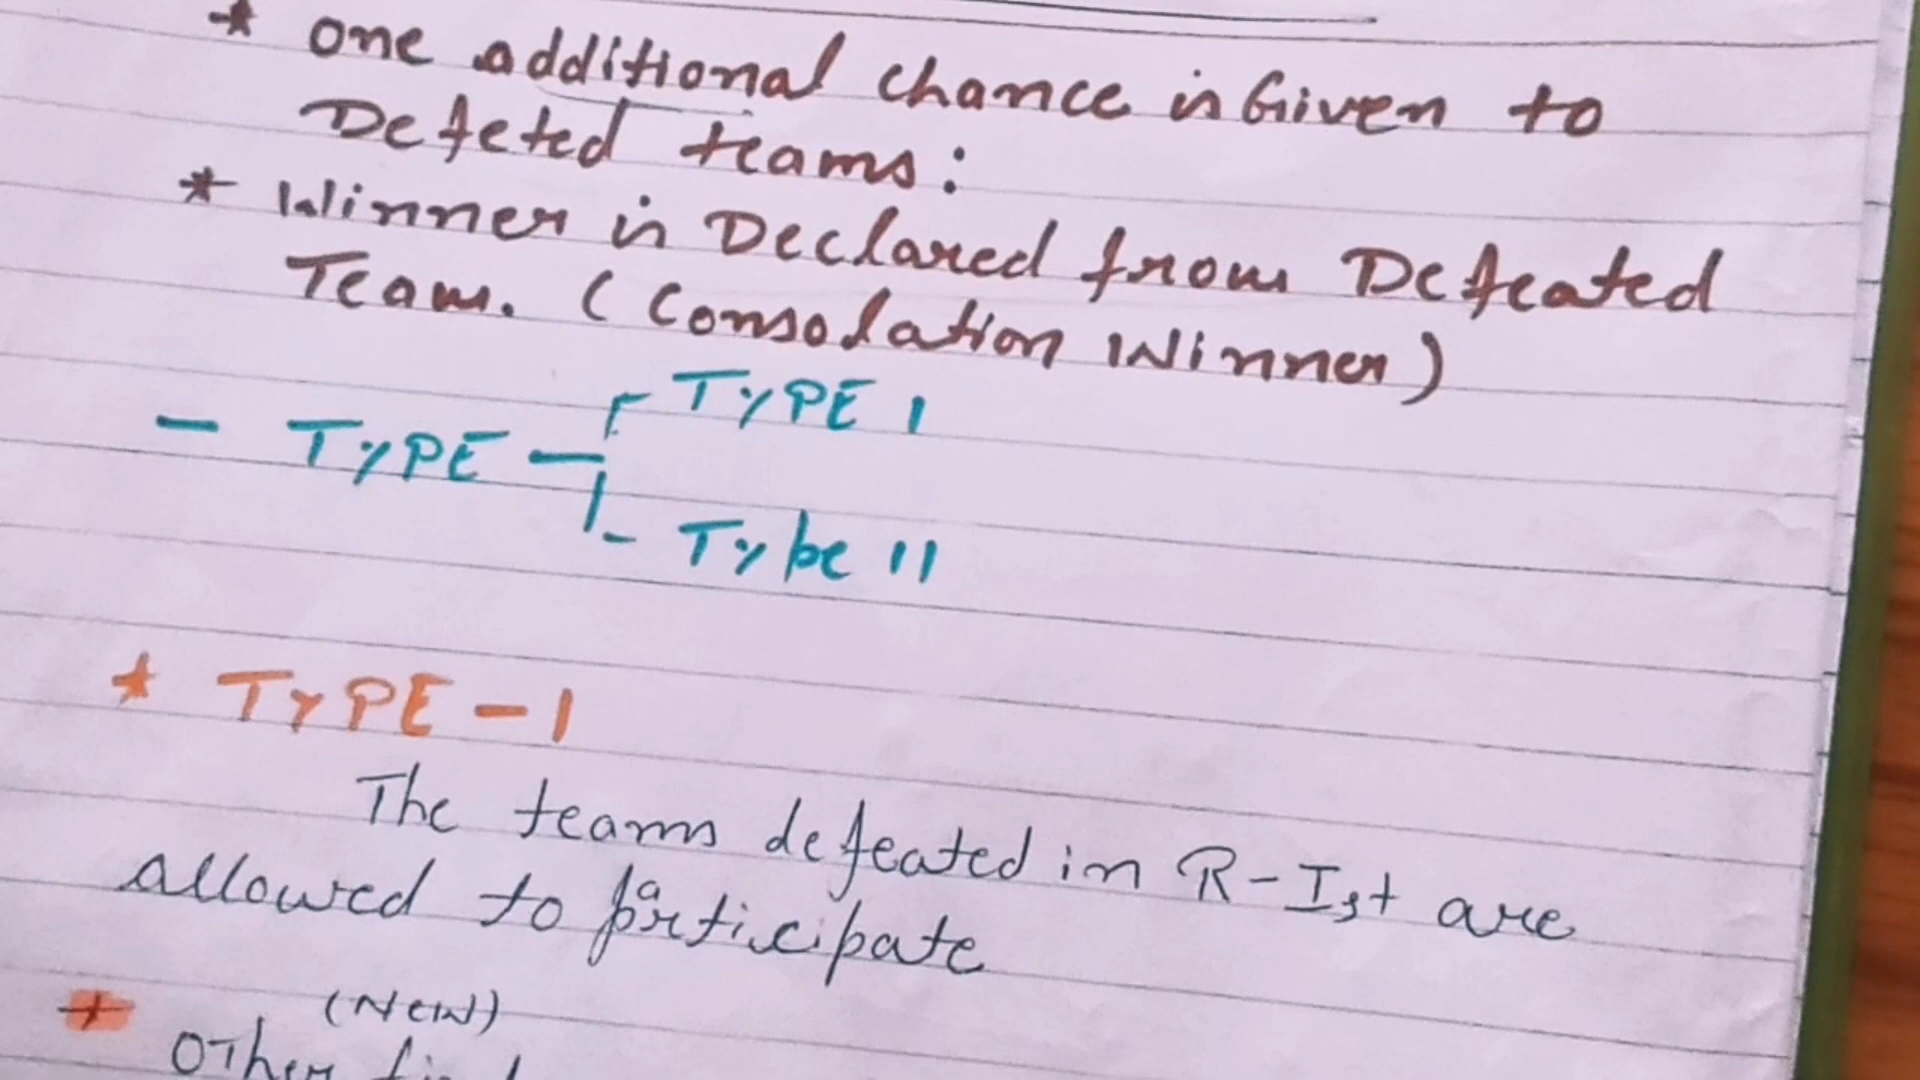 * one additional chance is Given to
Defeted teams:
* Winner is Declared from Defeated
Team. (Consolation Winner)
TYPE I
- TYPE
Type II
* TYPE - I
The teams defeated in R-Ist are
allowed to participate
(New)
* Other